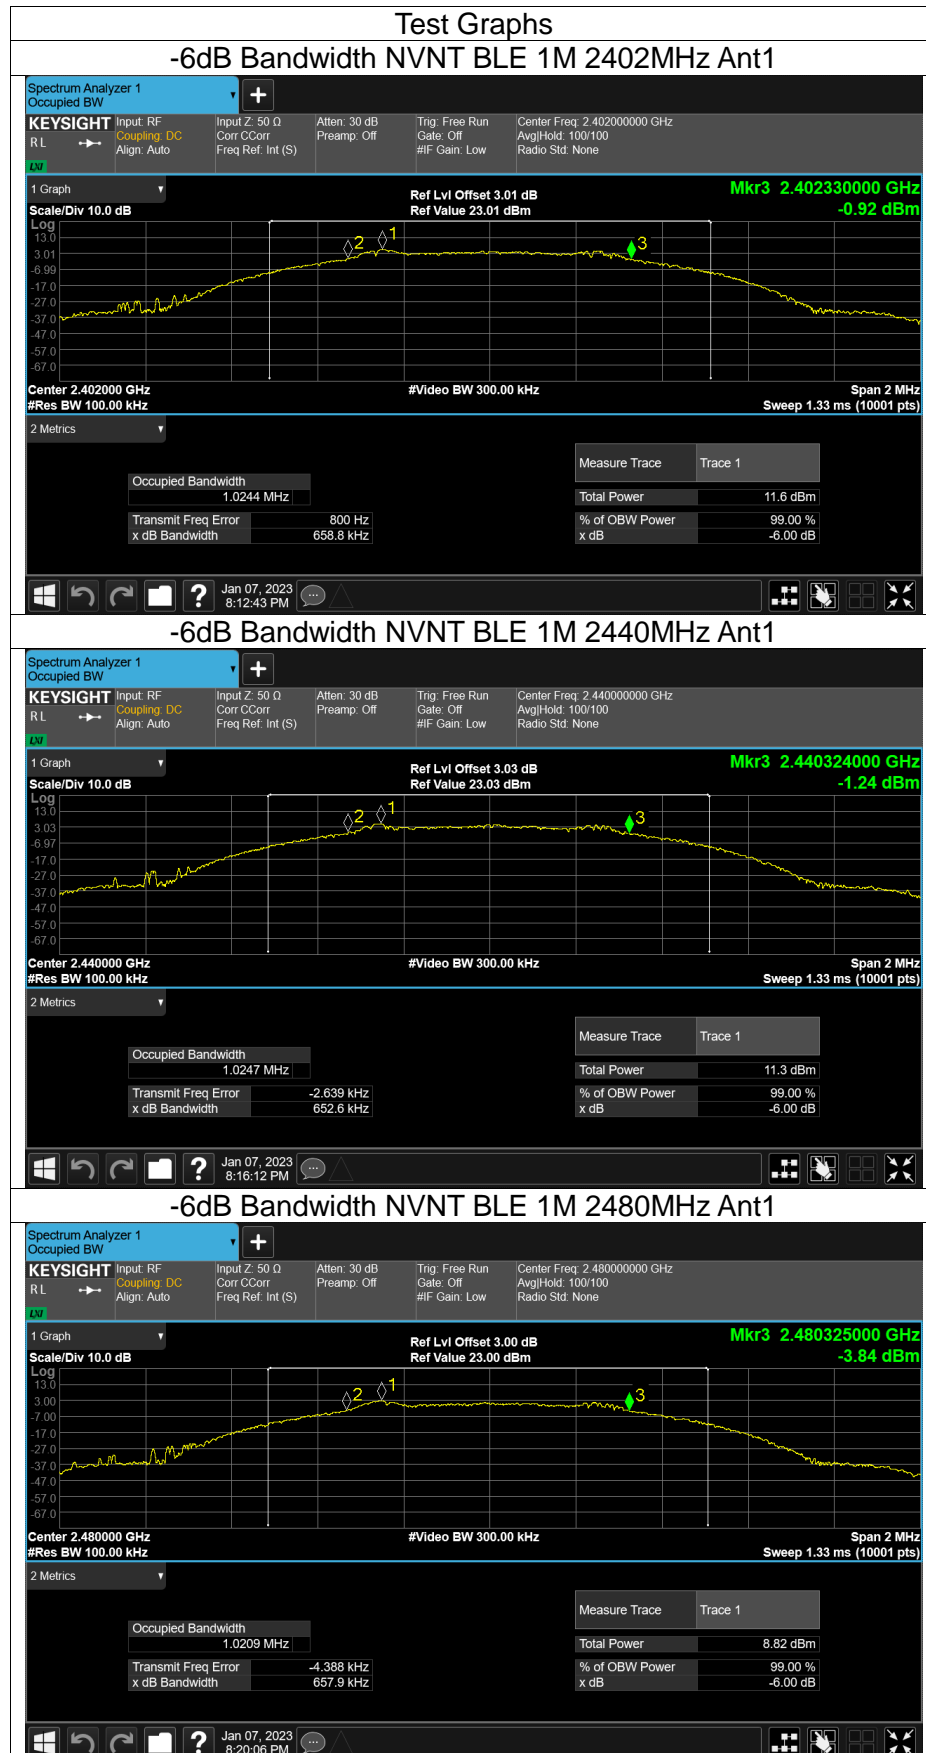 Test Graphs
-6dB Bandwidth NVNT BLE 1M 2402MHz Ant1
Spectrum Analyzer 1
Occupied BW
KEYSIGHT Input: RF Input Z: 50 Ω Atten: 30 dB Trig: Free Run Center Freq: 2.402000000 GHz
RL Coupling: DC Corr CCorr Preamp: Off Gate: Off Avg|Hold: 100/100
Align: Auto Freq Ref: Int (S) #IF Gain: Low Radio Std: None
LXI
1 Graph Ref Lvl Offset 3.01 dB Mkr3 2.402330000 GHz
Scale/Div 10.0 dB Ref Value 23.01 dBm -0.92 dBm
Log
13.0
3.01
-6.99
-17.0
-27.0
-37.0
-47.0
-57.0
-67.0
2 1 3
Center 2.402000 GHz #Video BW 300.00 kHz Span 2 MHz
#Res BW 100.00 kHz Sweep 1.33 ms (10001 pts)
2 Metrics
Measure Trace Trace 1
Occupied Bandwidth
1.0244 MHz Total Power 11.6 dBm
Transmit Freq Error 800 Hz % of OBW Power 99.00 %
x dB Bandwidth 658.8 kHz x dB -6.00 dB
Jan 07, 2023
8:12:43 PM
-6dB Bandwidth NVNT BLE 1M 2440MHz Ant1
Spectrum Analyzer 1
Occupied BW
KEYSIGHT Input: RF Input Z: 50 Ω Atten: 30 dB Trig: Free Run Center Freq: 2.440000000 GHz
RL Coupling: DC Corr CCorr Preamp: Off Gate: Off Avg|Hold: 100/100
Align: Auto Freq Ref: Int (S) #IF Gain: Low Radio Std: None
LXI
1 Graph Ref Lvl Offset 3.03 dB Mkr3 2.440324000 GHz
Scale/Div 10.0 dB Ref Value 23.03 dBm -1.24 dBm
Log
13.0
3.03
-6.97
-17.0
-27.0
-37.0
-47.0
-57.0
-67.0
2 1 3
Center 2.440000 GHz #Video BW 300.00 kHz Span 2 MHz
#Res BW 100.00 kHz Sweep 1.33 ms (10001 pts)
2 Metrics
Measure Trace Trace 1
Occupied Bandwidth
1.0247 MHz Total Power 11.3 dBm
Transmit Freq Error -2.639 kHz % of OBW Power 99.00 %
x dB Bandwidth 652.6 kHz x dB -6.00 dB
Jan 07, 2023
8:16:12 PM
-6dB Bandwidth NVNT BLE 1M 2480MHz Ant1
Spectrum Analyzer 1
Occupied BW
KEYSIGHT Input: RF Input Z: 50 Ω Atten: 30 dB Trig: Free Run Center Freq: 2.480000000 GHz
RL Coupling: DC Corr CCorr Preamp: Off Gate: Off Avg|Hold: 100/100
Align: Auto Freq Ref: Int (S) #IF Gain: Low Radio Std: None
LXI
1 Graph Ref Lvl Offset 3.00 dB Mkr3 2.480325000 GHz
Scale/Div 10.0 dB Ref Value 23.00 dBm -3.84 dBm
Log
13.0
3.00
-7.00
-17.0
-27.0
-37.0
-47.0
-57.0
-67.0
2 1 3
Center 2.480000 GHz #Video BW 300.00 kHz Span 2 MHz
#Res BW 100.00 kHz Sweep 1.33 ms (10001 pts)
2 Metrics
Measure Trace Trace 1
Occupied Bandwidth
1.0209 MHz Total Power 8.82 dBm
Transmit Freq Error -4.388 kHz % of OBW Power 99.00 %
x dB Bandwidth 657.9 kHz x dB -6.00 dB
Jan 07, 2023
8:20:06 PM